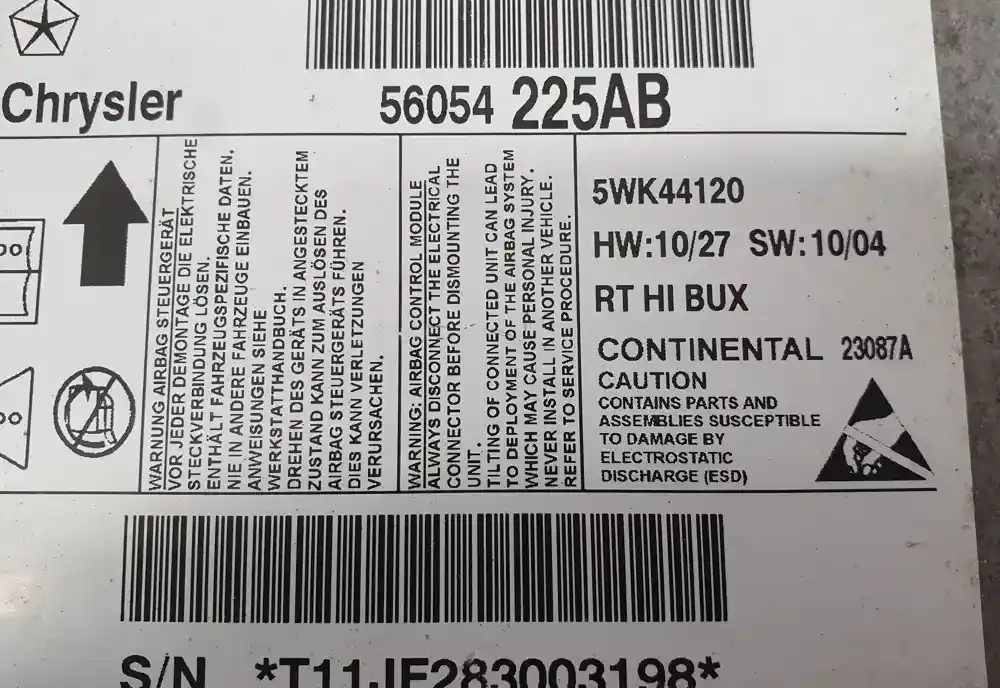 Chrysler
56054 225AB
WARNUNG AIRBAG STEUERGERÄT
VOR JEDER DEMONTAGE DIE ELEKTRISCHE
STECKVERBINDUNG LÖSEN.
ENTHÄLT FAHRZEUGSPEZIFISCHE DATEN.
NIE IN ANDERE FAHRZEUGE EINBAUEN.
ANWEISUNGEN SIEHE
WERKSTATTHANDBUCH.
DREHEN DES GERÄTS IN ANGESTECKTEM
ZUSTAND KANN ZUM AUSLÖSEN DES
AIRBAG STEUERGERÄTS FÜHREN.
DIES KANN VERLETZUNGEN
VERURSACHEN.
WARNING: AIRBAG CONTROL MODULE
ALWAYS DISCONNECT THE ELECTRICAL
CONNECTOR BEFORE DISMOUNTING THE
UNIT.
TILTING OF CONNECTED UNIT CAN LEAD
TO DEPLOYMENT OF THE AIRBAG SYSTEM
WHICH MAY CAUSE PERSONAL INJURY.
NEVER INSTALL IN ANOTHER VEHICLE.
REFER TO SERVICE PROCEDURE.
5WK44120
HW:10/27 SW:10/04
RT HI BUX
CONTINENTAL 23087A
CAUTION
CONTAINS PARTS AND
ASSEMBLIES SUSCEPTIBLE
TO DAMAGE BY
ELECTROSTATIC
DISCHARGE (ESD)
S/N *T11JF283003198*